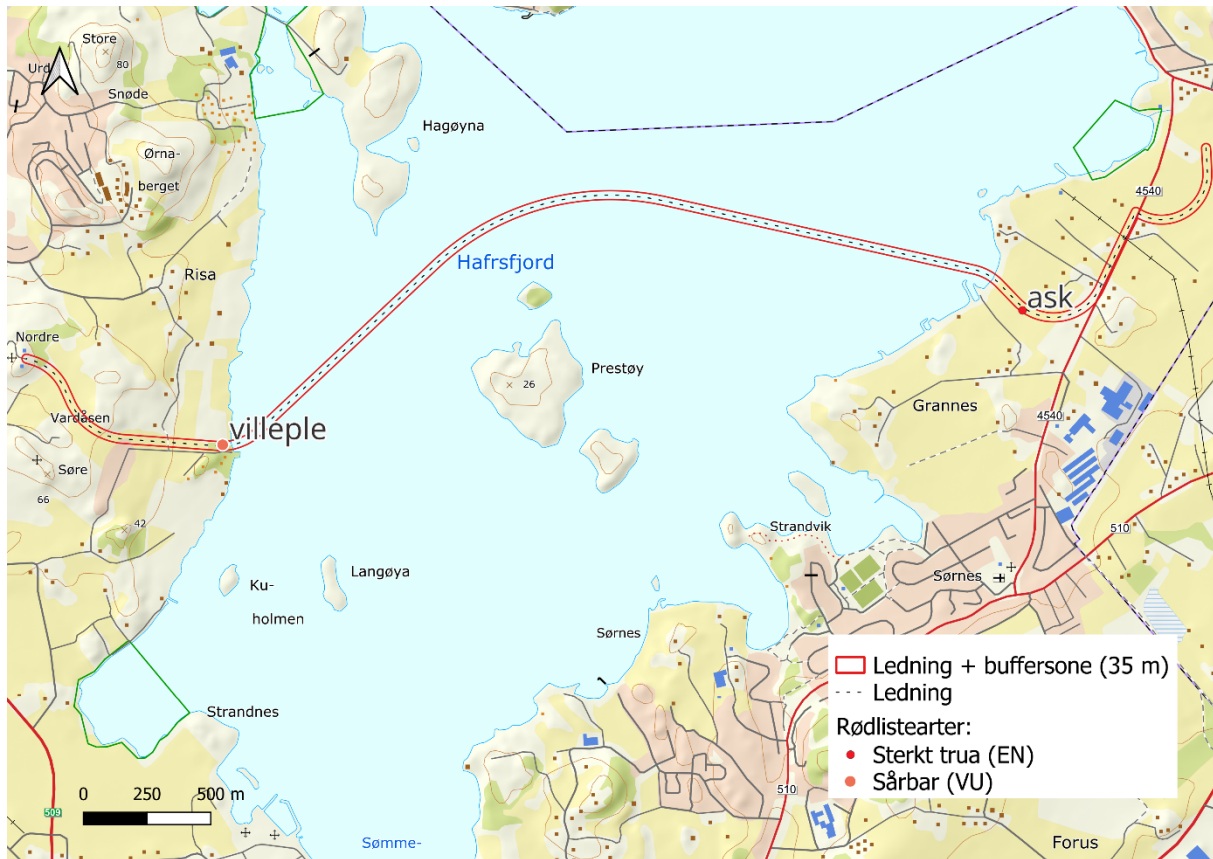 Store
80
Urd
Snøde
Hagøyna
Ørna-
berget
4540
Risa
Hafrsfjord
ask
Nordre
26
Prestøy
Grannes
Vardåsen
villeple
4540
Søre
66
42
510
Strandvik
Langøya
Ku-
holmen
Sørnes
Sørnes
Strandnes
509
510
0 250 500 m
Sømme-
Forus
Ledning + buffersone (35 m)
Ledning
Rødlistearter:
Sterkt trua (EN)
Sårbar (VU)